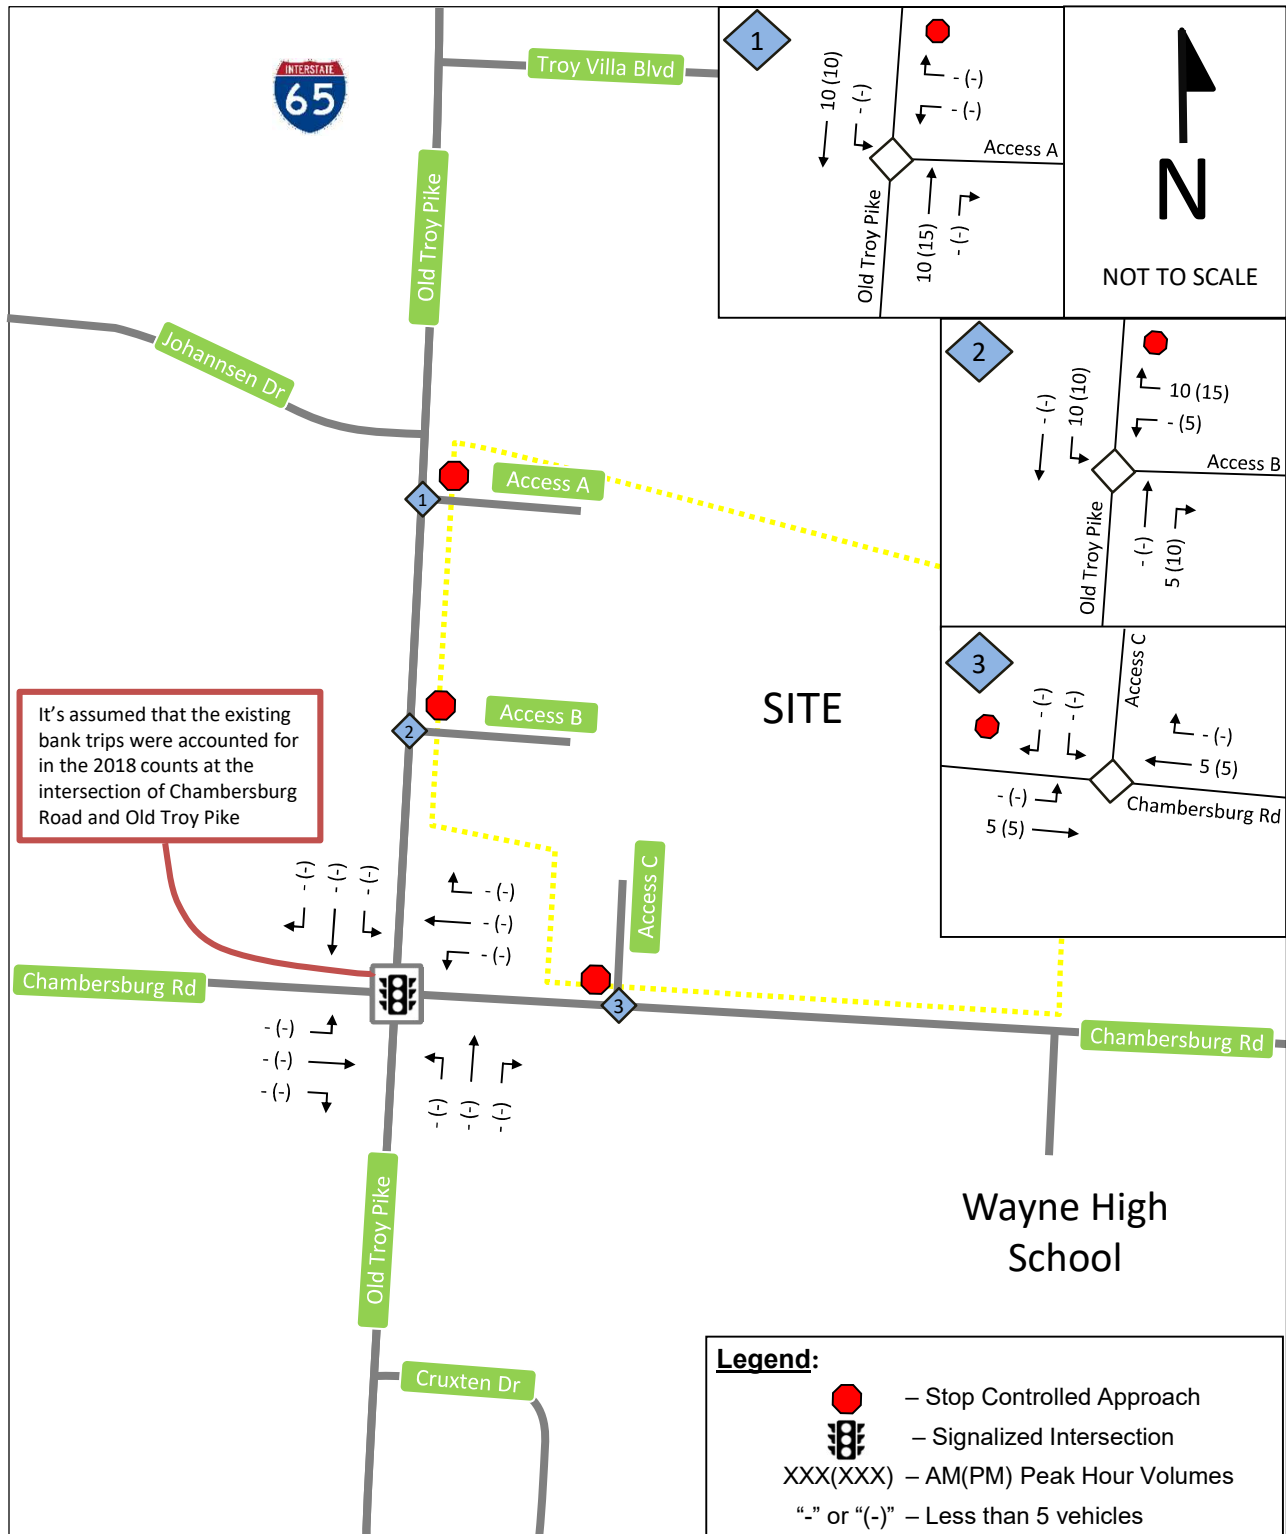 INTERSTATE
65
Troy Villa Blvd
Old Troy Pike
Johannsen Dr
1
10 (10)
- (-)
- (-)
- (-)
Access A
Old Troy Pike
10 (15)
- (-)
N
NOT TO SCALE
2
- (-)
10 (10)
10 (15)
- (5)
Access B
Old Troy Pike
- (-)
5 (10)
3
- (-)
- (-)
Access C
- (-)
5 (5)
- (-)
5 (5)
Chambersburg Rd
Access A
1
Access B
2
SITE
It's assumed that the existing
bank trips were accounted for
in the 2018 counts at the
intersection of Chambersburg
Road and Old Troy Pike
Access C
- (-)
- (-)
- (-)
- (-)
- (-)
- (-)
Chambersburg Rd
3
Chambersburg Rd
- (-)
- (-)
- (-)
- (-)
- (-)
- (-)
Old Troy Pike
Wayne High
School
Cruxten Dr
Legend:
– Stop Controlled Approach
– Signalized Intersection
XXX(XXX) – AM(PM) Peak Hour Volumes
“-” or “(-)” – Less than 5 vehicles